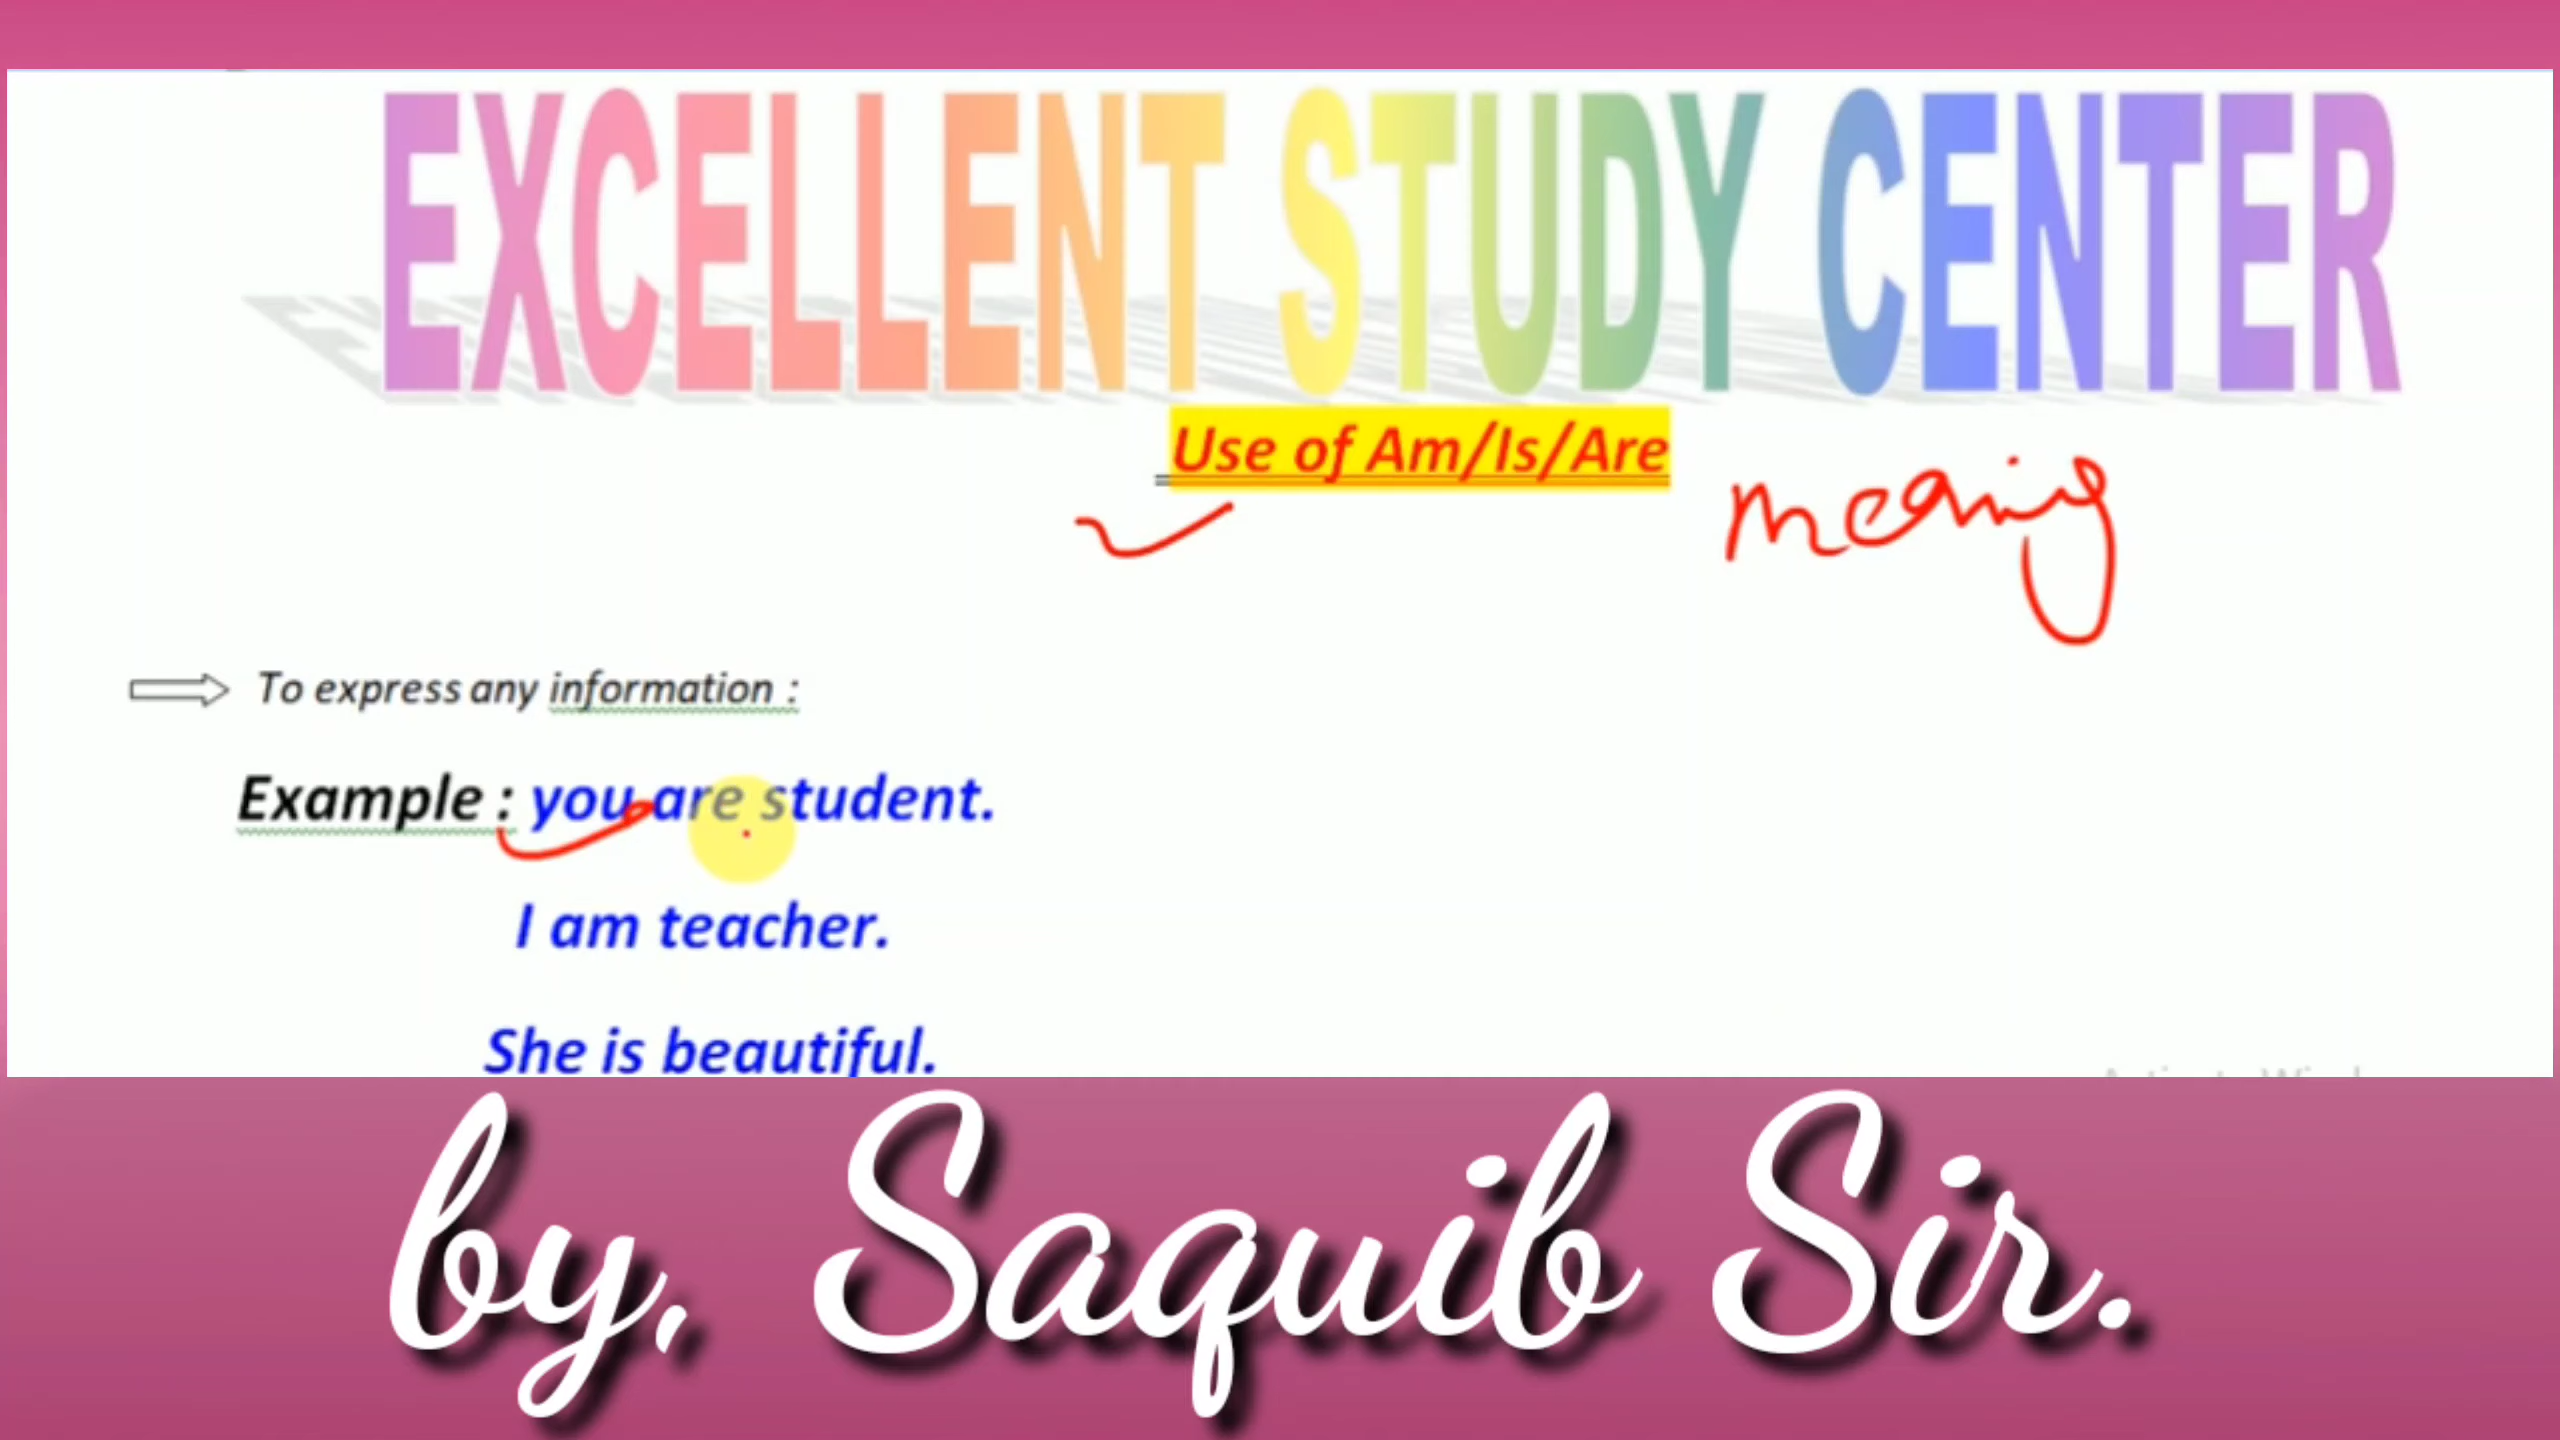 EXCELLENT STUDY CENTER
Use of Am/Is/Are
meaning
To express any information :
Example : you are student.
I am teacher.
She is beautiful.
by, Saquib Sir.